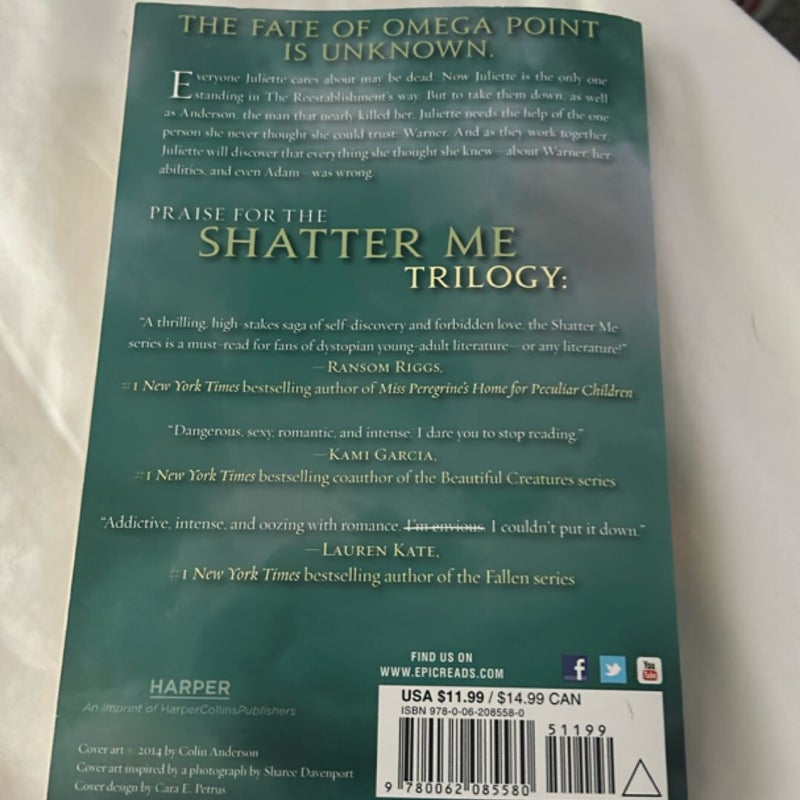 THE FATE OF OMEGA POINT
IS UNKNOWN.
Everyone Juliette cares about may be dead. Now Juliette is the only one
standing in The Reestablishment's way. But to take them down, as well
as Anderson, the man that nearly killed her, Juliette needs the help of the one
person she never thought she could trust: Warner. And as they work together,
Juliette will discover that everything she thought she knew—about Warner, her
abilities, and even Adam—was wrong.
PRAISE FOR THE
SHATTER ME
TRILOGY:
“A thrilling, high-stakes saga of self-discovery and forbidden love, the Shatter Me
series is a must-read for fans of dystopian young-adult literature—or any literature!”
—RANSOM RIGGS,
#1 New York Times bestselling author of Miss Peregrine's Home for Peculiar Children
“Dangerous, sexy, romantic, and intense. I dare you to stop reading.”
—KAMI GARCIA,
#1 New York Times bestselling coauthor of the Beautiful Creatures series
“Addictive, intense, and oozing with romance. I'm envious. I couldn't put it down.”
—LAUREN KATE,
#1 New York Times bestselling author of the Fallen series
FIND US ON
WWW.EPICREADS.COM
f
You
Tube
HARPER
An Imprint of HarperCollinsPublishers
USA $11.99 / $14.99 CAN
ISBN 978-0-06-208558-0
51199
9 780062 085580
Cover art © 2014 by Colin Anderson
Cover art inspired by a photograph by Sharee Davenport
Cover design by Cara E. Petrus